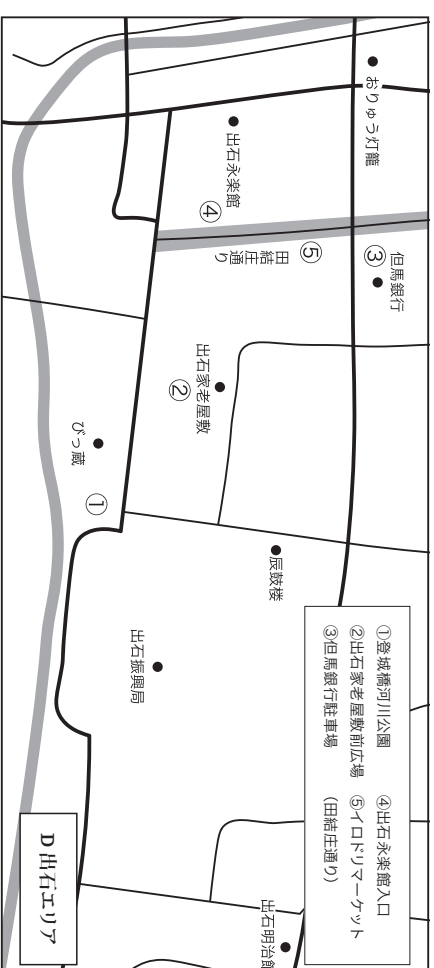 おりゅう灯籠
出石永楽館
④
田結庄
通り
⑤
③
但馬銀行
出石家老屋敷
②
びっ蔵
①
辰鼓楼
出石振興局
①登城橋河川公園
②出石家老屋敷前広場
③但馬銀行駐車場
④出石永楽館入口
⑤イロドリマーケット
(田結庄通り)
出石明治館
D 出石エリア